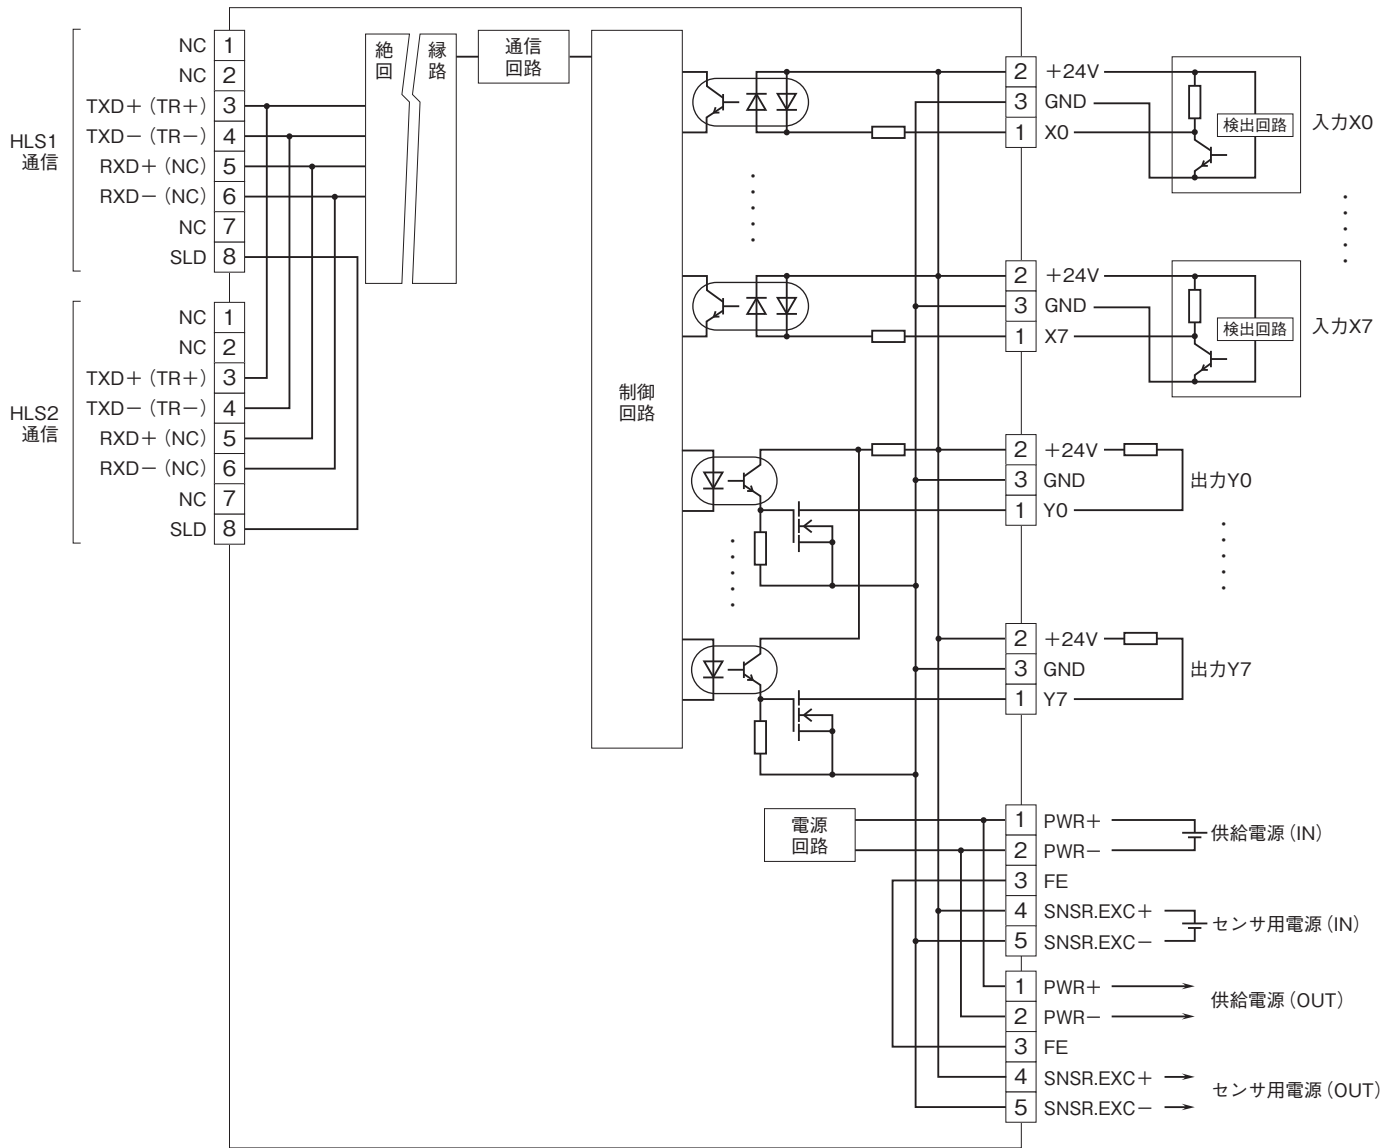 HLS1
通信
NC 1
NC 2
TXD+(TR+) 3
TXD−(TR−) 4
RXD+(NC) 5
RXD−(NC) 6
NC 7
SLD 8
HLS2
通信
NC 1
NC 2
TXD+(TR+) 3
TXD−(TR−) 4
RXD+(NC) 5
RXD−(NC) 6
NC 7
SLD 8
絶縁
回路
通信
回路
制御
回路
電源
回路
2 +24V
3 GND
1 X0
検出回路
入力X0
2 +24V
3 GND
1 X7
検出回路
入力X7
2 +24V
3 GND
1 Y0
出力Y0
2 +24V
3 GND
1 Y7
出力Y7
1 PWR+
2 PWR−
供給電源(IN)
3 FE
4 SNSR.EXC+
5 SNSR.EXC−
センサ用電源(IN)
1 PWR+
2 PWR−
供給電源(OUT)
3 FE
4 SNSR.EXC+
5 SNSR.EXC−
センサ用電源(OUT)